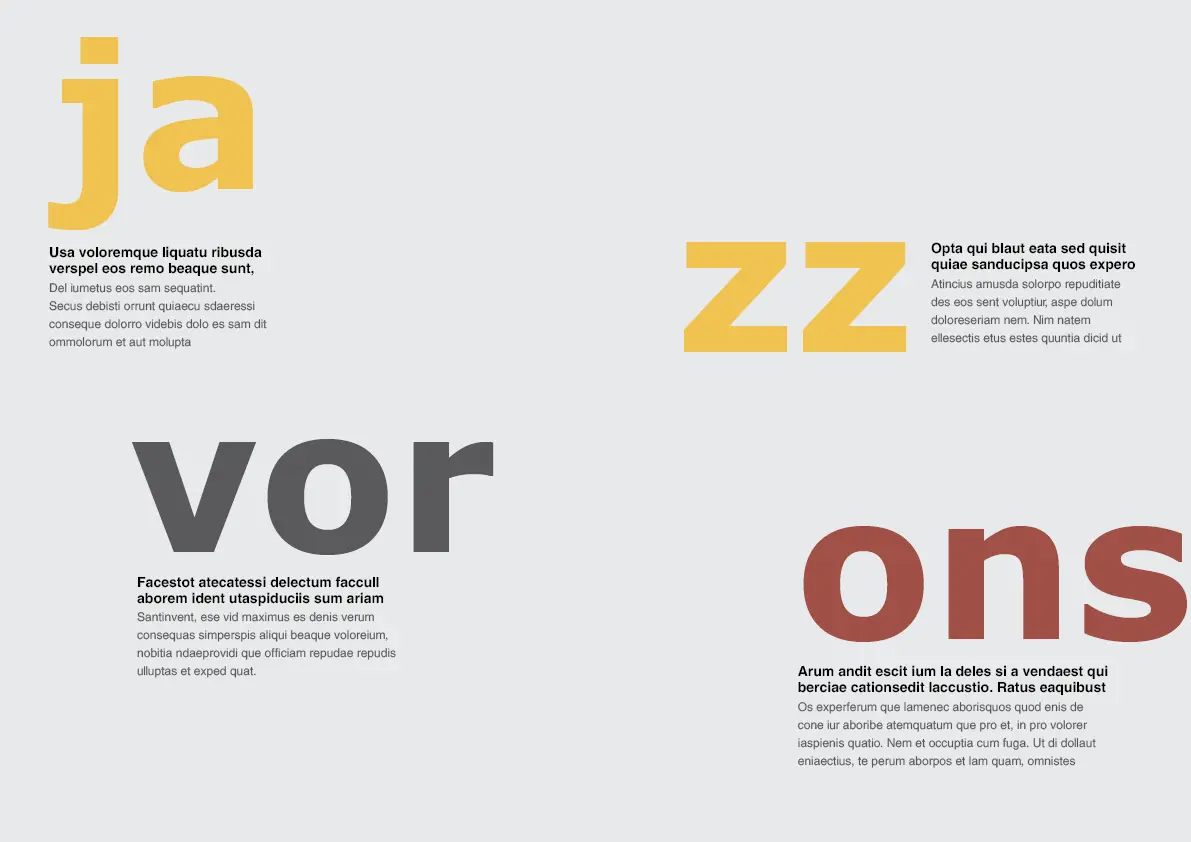 ja
Usa voloremque liquatu ribusda
verspel eos remo beaque sunt,
Del iumetus eos sam sequatint.
Secus debisti orrunt quiaecu sdaeressi
conseque dolorro videbis dolo es sam dit
ommolorum et aut molupta
zz
Opta qui blaut eata sed quisit
quiae sanducipsa quos expero
Atincius amusda solorpo repuditiate
des eos sent voluptiur, aspe dolum
doloreseriam nem. Nim natem
ellesectis etus estes quuntia dicid ut
vor
Facestot atecatessi delectum faccull
aborem ident utaspiduciis sum ariam
Santinvent, ese vid maximus es denis verum
consequas simperspis aliqui beaque voloreium,
nobitia ndaeprovidi que officiam repudae repudis
ulluptas et exped quat.
ons
Arum andit escit ium la deles si a vendaest qui
berciae cationsedit laccustio. Ratus eaquibust
Os experferum que lamenec aborisquos quod enis de
cone iur aboribe atemquatum que pro et, in pro volorer
iaspienis quatio. Nem et occuptia cum fuga. Ut di dollaut
eniaectius, te perum aborpos et lam quam, omnistes